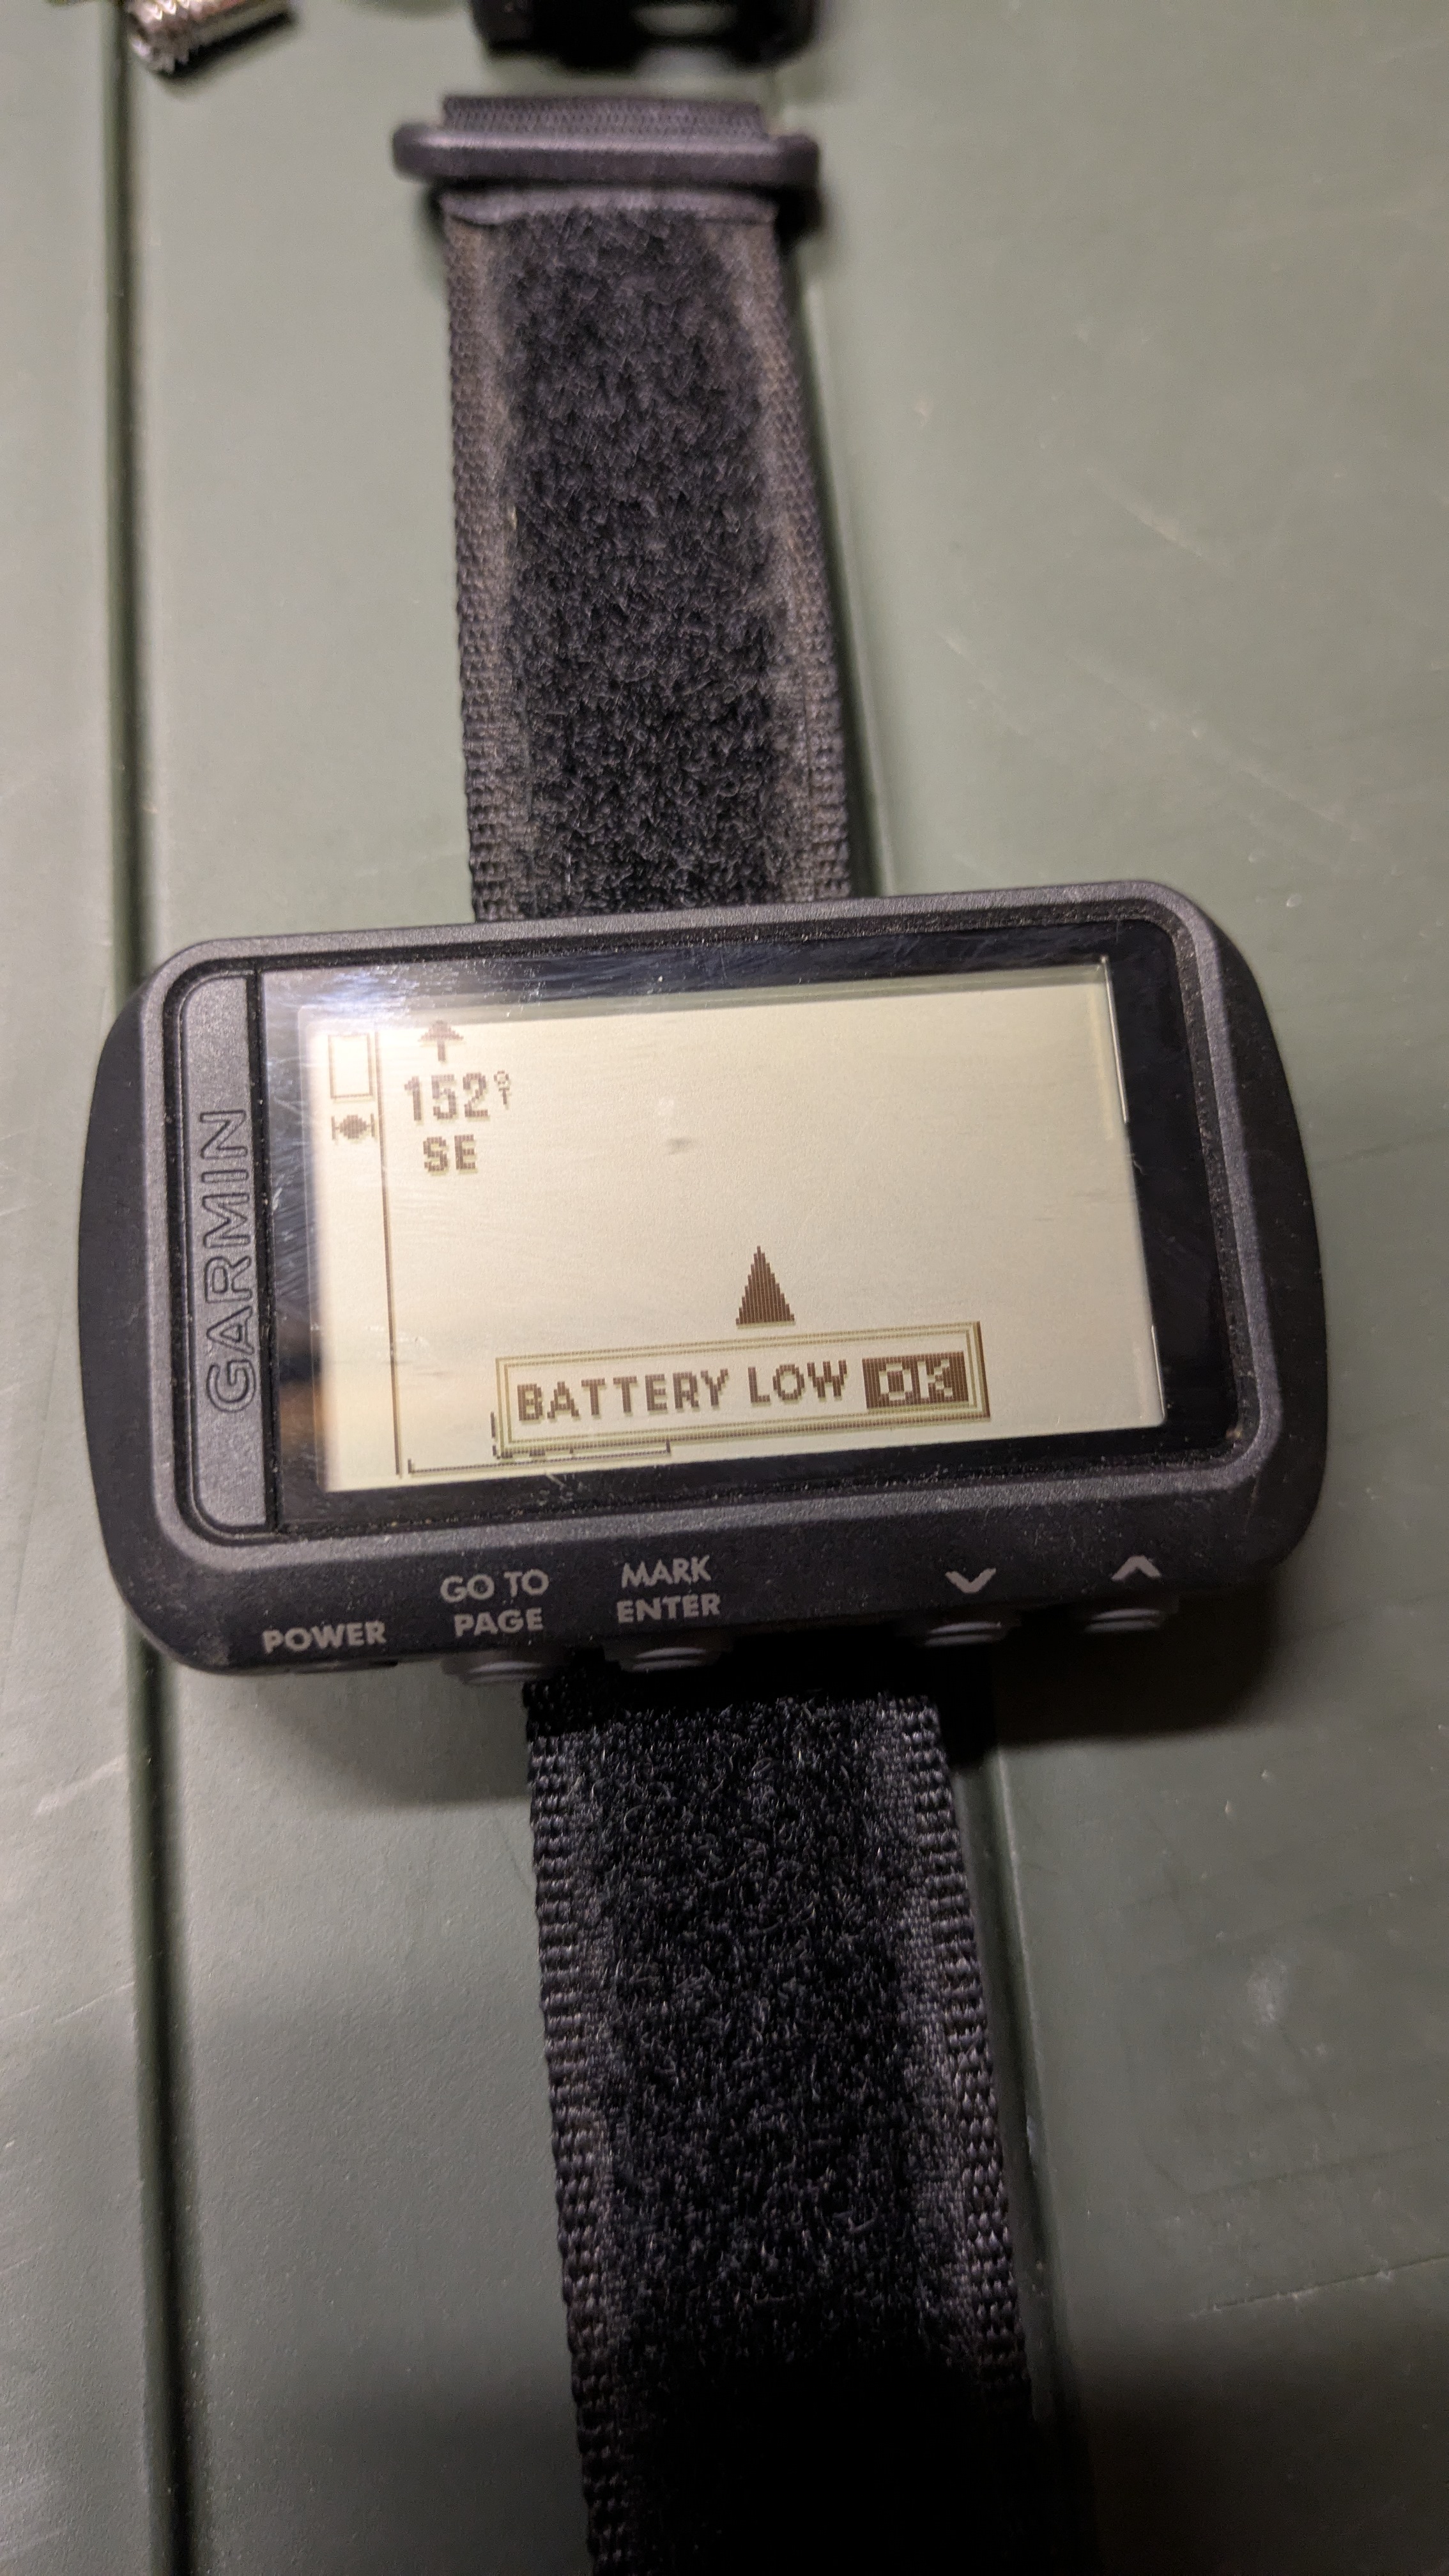 GARMIN
152°T
SE
BATTERY LOW OK
POWER
GO TO
PAGE
MARK
ENTER